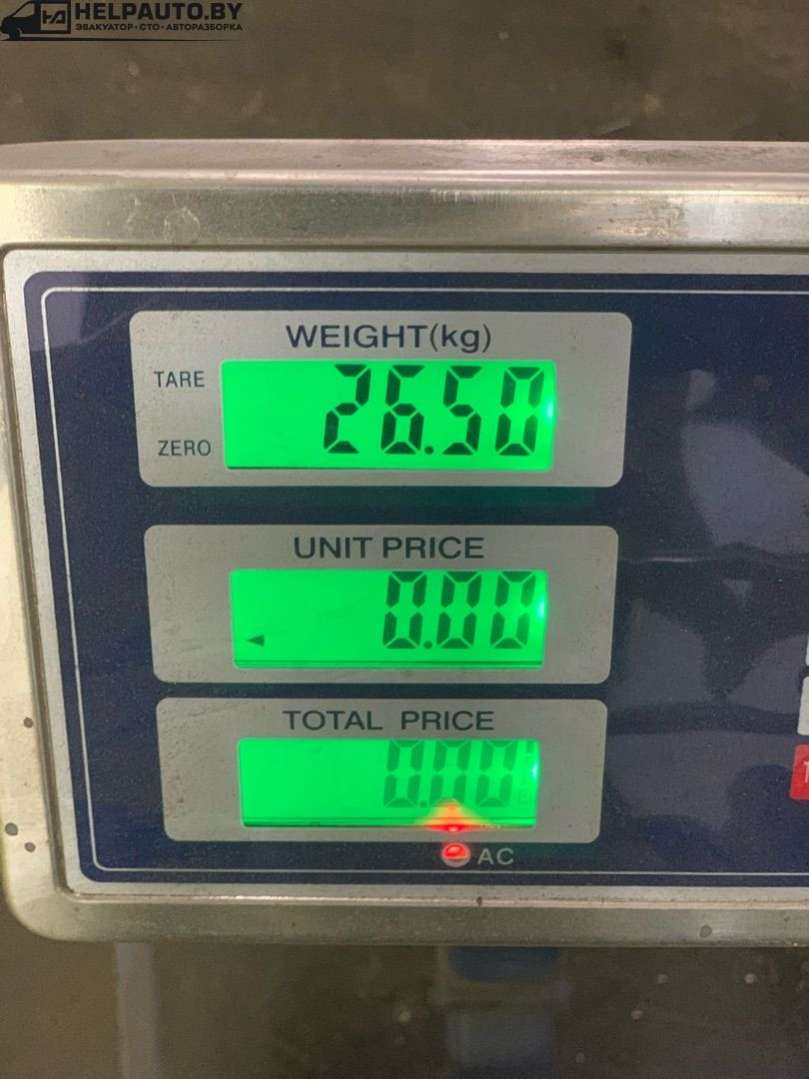 HELPAUTO.BY
ЭВАКУАТОР • СТО • АВТОРАЗБОРКА
WEIGHT(kg)
TARE
26.50
ZERO
UNIT PRICE
0.00
TOTAL PRICE
0.00
AC